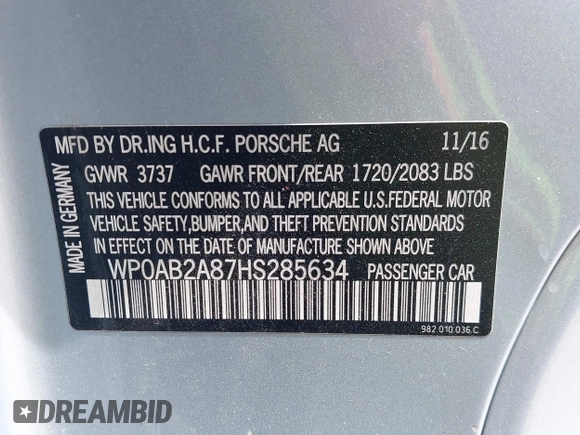 MFD BY DR.ING H.C.F. PORSCHE AG 11/16
GVWR 3737 GAWR FRONT/REAR 1720/2083 LBS
THIS VEHICLE CONFORMS TO ALL APPLICABLE U.S.FEDERAL MOTOR
VEHICLE SAFETY,BUMPER,AND THEFT PREVENTION STANDARDS
IN EFFECT ON THE DATE OF MANUFACTURE SHOWN ABOVE.
WP0AB2A87HS285634 PASSENGER CAR
982 010 036 C
MADE IN GERMANY
DREAMBID